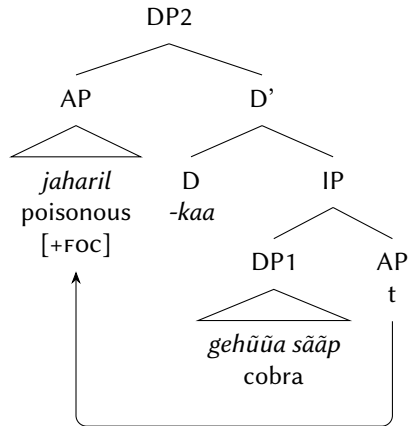 DP2
AP D’
jaharil D IP
poisonous -kaa
[+FOC] DP1 AP
t
gehũũa sããp
cobra